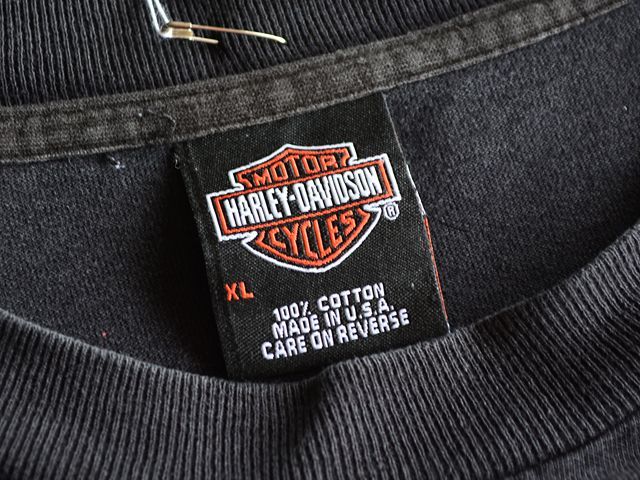 MOTOR
HARLEY-DAVIDSON
CYCLES
®
XL
100% COTTON
MADE IN U.S.A.
CARE ON REVERSE